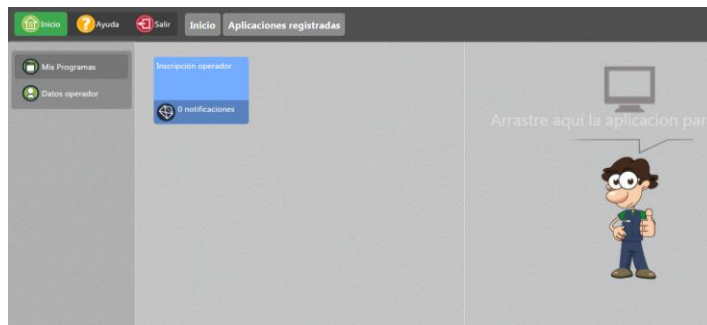 Inicio Ayuda Salir Inicio Aplicaciones registradas
Mis Programas
Datos operador
Inscripción operador
0 notificaciones
Arrastre aquí la aplicacion par